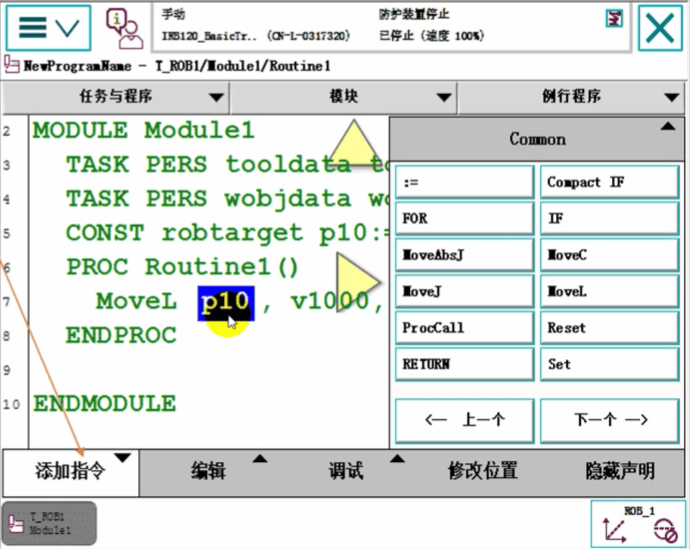 手动
防护装置停止
IRB120_BasicTr.. (CN-L-0317320)
已停止 (速度 100%)
NewProgramName - T_ROB1/Module1/Routine1
任务与程序
模块
例行程序
2 MODULE Module1
3 TASK PERS tooldata to
4 TASK PERS wobjdata wo
5 CONST robtarget p10:=
6 PROC Routine1()
7 MoveL p10, v1000,
8 ENDPROC
9
10 ENDMODULE
Common
:= Compact IF
FOR IF
MoveAbsJ MoveC
MoveJ MoveL
ProcCall Reset
RETURN Set
<— 上一个 下一个 —>
添加指令 编辑 调试 修改位置 隐藏声明
T_ROB1
Module1
ROB_1